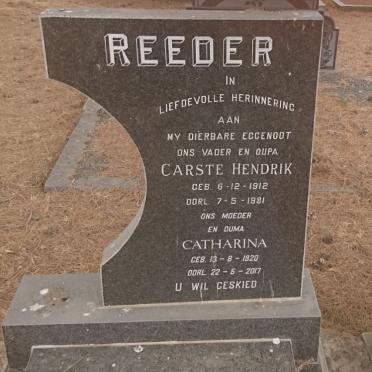 REEDER
IN
LIEFDEVOLLE HERINNERING
AAN
MY DIERBARE EGGENOOT
ONS VADER EN OUPA
CARSTE HENDRIK
GEB. 6-12-1912
OORL. 7-5-1981
ONS MOEDER
EN OUMA
CATHARINA
GEB. 13-8-1920
OORL. 22-6-2017
U WIL GESKIED